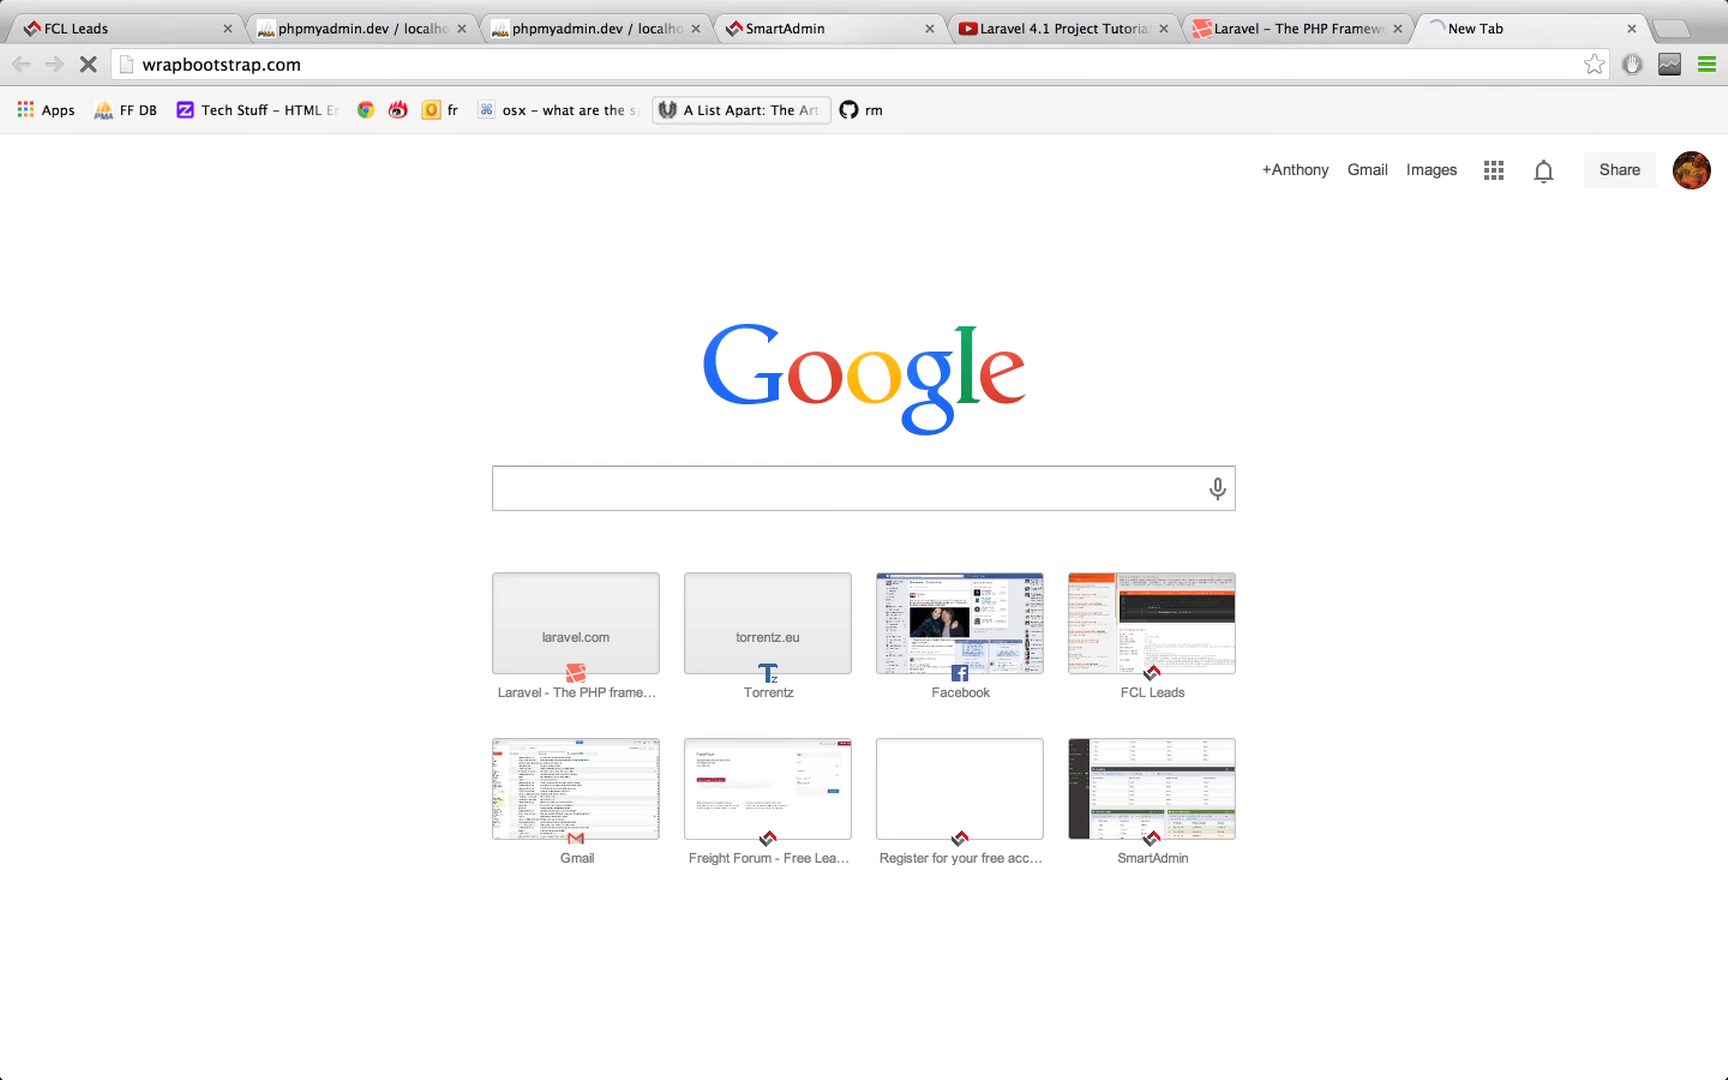 FCL Leads
phpmyadmin.dev / localho
phpmyadmin.dev / localho
SmartAdmin
Laravel 4.1 Project Tutoria
Laravel – The PHP Framew
New Tab
wrapbootstrap.com
Apps
FF DB
Tech Stuff – HTML En
fr
osx – what are the s
A List Apart: The Art
rm
+Anthony
Gmail
Images
Share
Google
laravel.com
torrentz.eu
Laravel - The PHP frame...
Torrentz
Facebook
FCL Leads
Gmail
Freight Forum - Free Lea...
Register for your free acc...
SmartAdmin